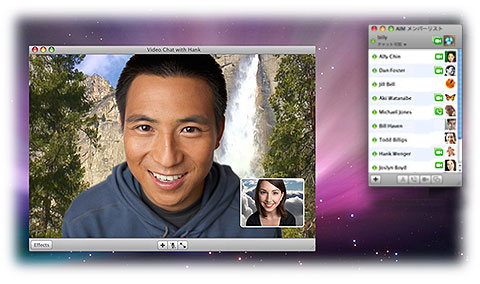 Video Chat with Hank
Effects
AIM メンバーリスト
Billy
Ally Chin
Dan Foster
Jill Bell
Aki Watanabe
Michael Jones
Bill Haven
Todd Billips
Hank Wenger
Joslyn Boyd